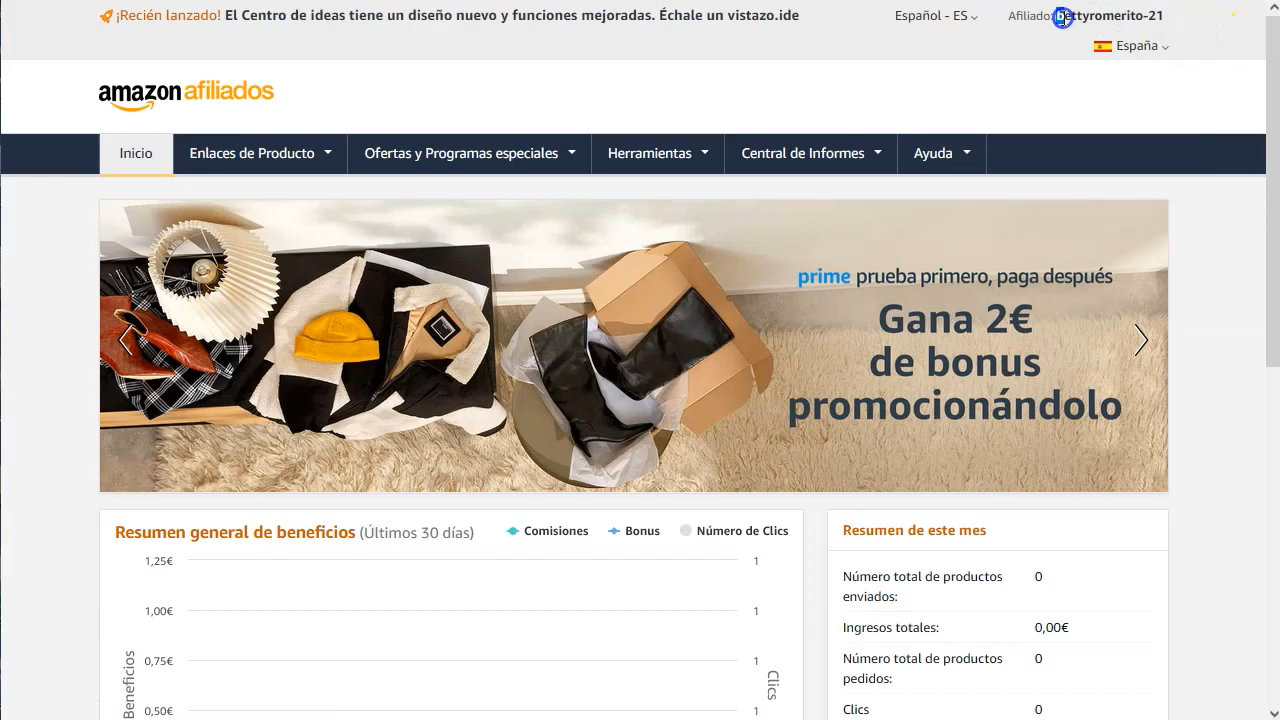 ¡Recién lanzado! El Centro de ideas tiene un diseño nuevo y funciones mejoradas. Échale un vistazo.ide
Español - ES
Afiliado: bettyromerito-21
España
amazon afiliados
Inicio
Enlaces de Producto
Ofertas y Programas especiales
Herramientas
Central de Informes
Ayuda
prime prueba primero, paga después
Gana 2€
de bonus
promocionándolo
Resumen general de beneficios (Últimos 30 días)
Comisiones
Bonus
Número de Clics
1,25€
1
1,00€
1
0,75€
1
0,50€
1
Beneficios
Clics
Resumen de este mes
Número total de productos
enviados:
0
Ingresos totales:
0,00€
Número total de productos
pedidos:
0
Clics
0